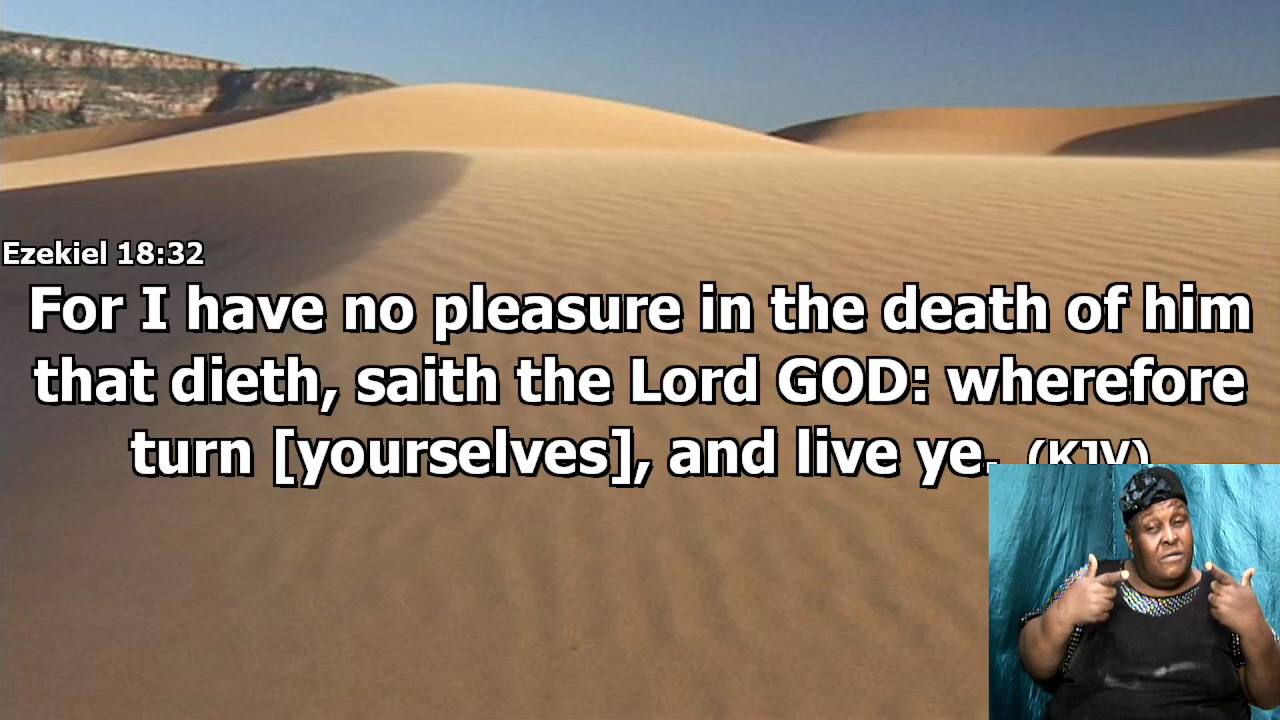 Ezekiel 18:32
For I have no pleasure in the death of him
that dieth, saith the Lord GOD: wherefore
turn [yourselves], and live ye. (KJV)